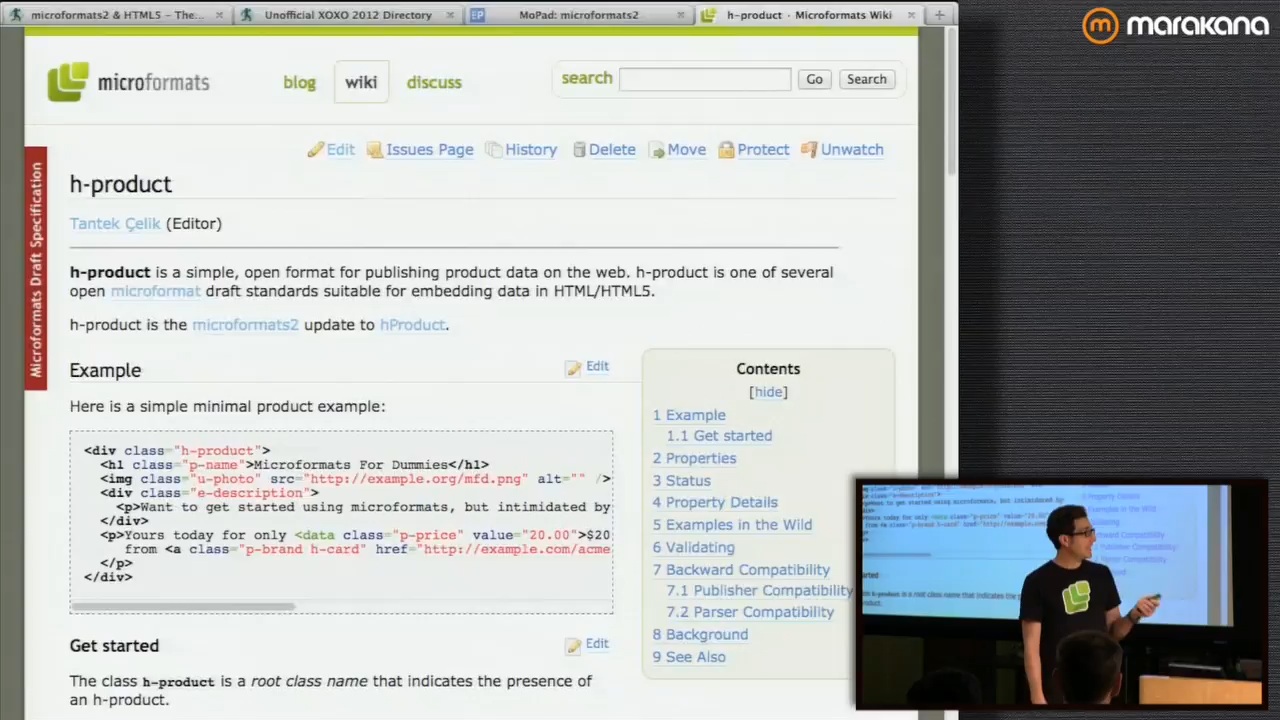 microformats2 & HTML5 - The...
Unofficial XOXO 2012 Directory
EP MoPad: microformats2
h-product · Microformats Wiki
marakana
microformats
blog
wiki
discuss
search
Go
Search
Edit
Issues Page
History
Delete
Move
Protect
Unwatch
Microformats Draft Specification
h-product
Tantek Çelik (Editor)
h-product is a simple, open format for publishing product data on the web. h-product is one of several
open microformat draft standards suitable for embedding data in HTML/HTML5.
h-product is the microformats2 update to hProduct.
Example
Edit
Here is a simple minimal product example:
<div class="h-product">
<h1 class="p-name">Microformats For Dummies</h1>
<img class="u-photo" src="http://example.org/mfd.png" alt="" />
<div class="e-description">
<p>Want to get started using microformats, but intimidated by
</div>
<p>Yours today for only <data class="p-price" value="20.00">$20
from <a class="p-brand h-card" href="http://example.com/acme
</p>
</div>
Contents
[hide]
1 Example
1.1 Get started
2 Properties
3 Status
4 Property Details
5 Examples in the Wild
6 Validating
7 Backward Compatibility
7.1 Publisher Compatibility
7.2 Parser Compatibility
8 Background
9 See Also
Get started
Edit
The class h-product is a root class name that indicates the presence of
an h-product.